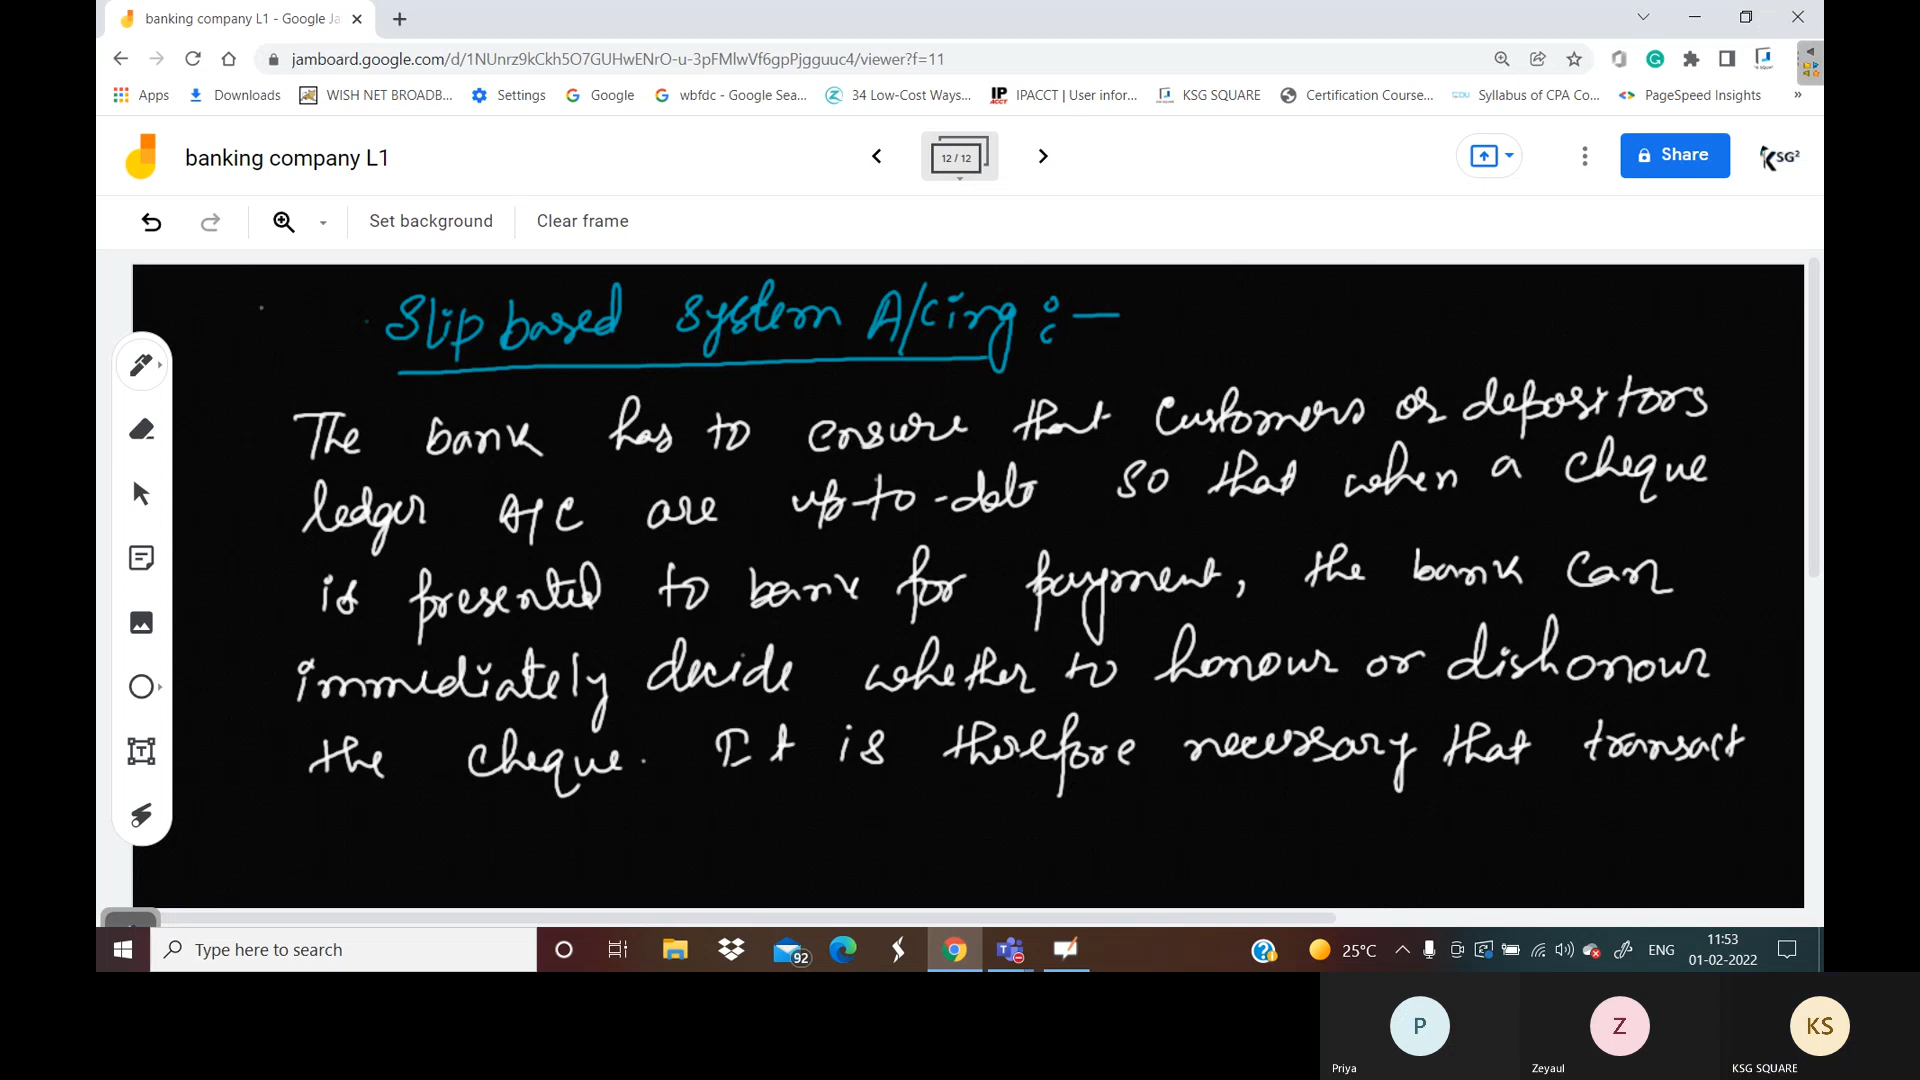 banking company L1 - Google Ja
jamboard.google.com/d/1NUnrz9kCkh5O7GUHwENrO-u-3pFMlwVf6gpPjgguuc4/viewer?f=11
Apps Downloads WISH NET BROADB... Settings Google wbfdc - Google Sea... 34 Low-Cost Ways... IPACCT | User infor... KSG SQUARE Certification Course... Syllabus of CPA Co... PageSpeed Insights »
banking company L1
12 / 12
Share
KSG²
Set background Clear frame
Slip based system A/cing :-
The bank has to ensure that customers or depositors
ledger A/C are up-to-date so that when a cheque
is presented to bank for payment, the bank can
immediately decide whether to honour or dishonour
the cheque. It is therefore necessary that transact
Type here to search
92
25°C
ENG
11:53
01-02-2022
P Z KS
Priya Zeyaul KSG SQUARE